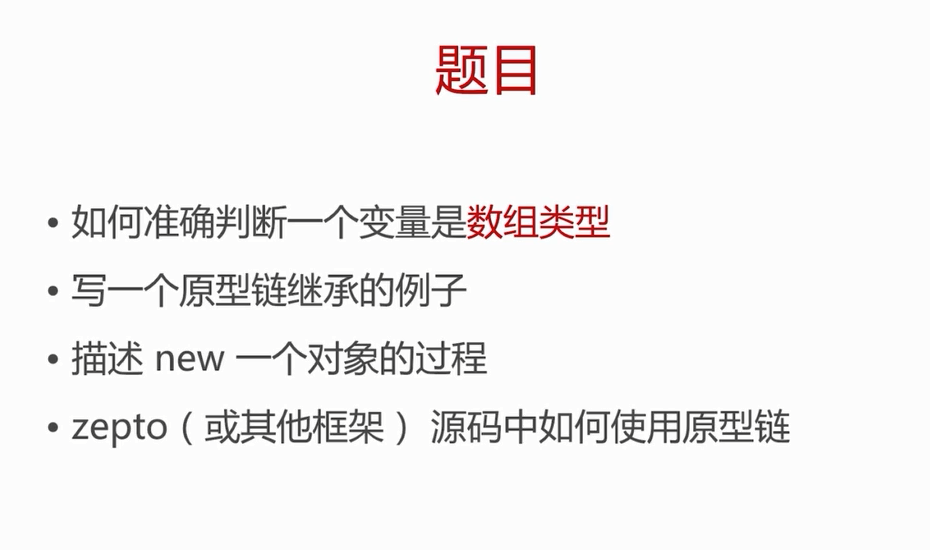 题目
• 如何准确判断一个变量是数组类型
• 写一个原型链继承的例子
• 描述 new 一个对象的过程
• zepto（或其他框架） 源码中如何使用原型链